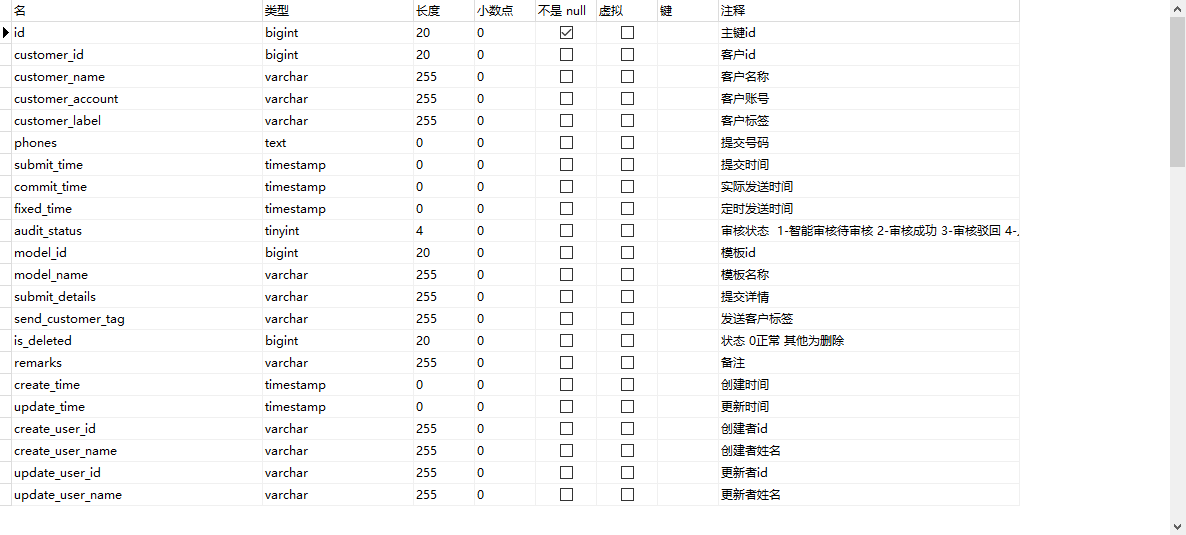 名 类型 长度 小数点 不是 null 虚拟 键 注释
id bigint 20 0 主键id
customer_id bigint 20 0 客户id
customer_name varchar 255 0 客户名称
customer_account varchar 255 0 客户账号
customer_label varchar 255 0 客户标签
phones text 0 0 提交号码
submit_time timestamp 0 0 提交时间
commit_time timestamp 0 0 实际发送时间
fixed_time timestamp 0 0 定时发送时间
audit_status tinyint 4 0 审核状态 1-智能审核待审核 2-审核成功 3-审核驳回 4-
model_id bigint 20 0 模板id
model_name varchar 255 0 模板名称
submit_details varchar 255 0 提交详情
send_customer_tag varchar 255 0 发送客户标签
is_deleted bigint 20 0 状态 0正常 其他为删除
remarks varchar 255 0 备注
create_time timestamp 0 0 创建时间
update_time timestamp 0 0 更新时间
create_user_id varchar 255 0 创建者id
create_user_name varchar 255 0 创建者姓名
update_user_id varchar 255 0 更新者id
update_user_name varchar 255 0 更新者姓名